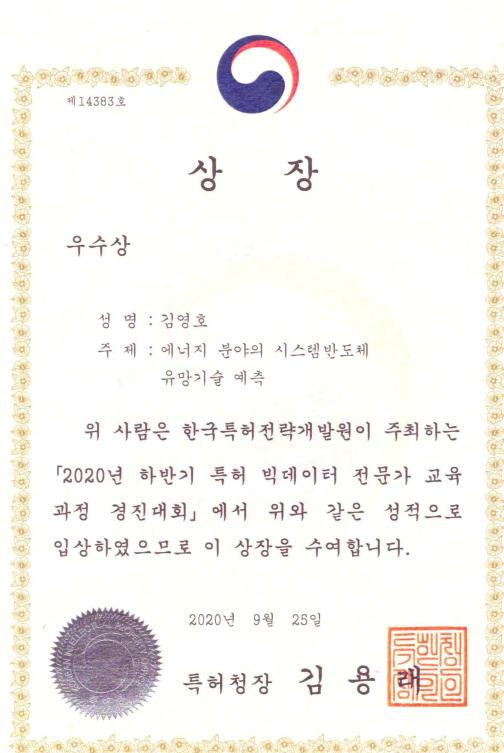 제14383호
상 장
우수상
성 명 : 김영호
주 제 : 에너지 분야의 시스템반도체
유망기술 예측
위 사람은 한국특허전략개발원이 주최하는
「2020년 하반기 특허 빅데이터 전문가 교육
과정 경진대회」에서 위와 같은 성적으로
입상하였으므로 이 상장을 수여합니다.
2020년 9월 25일
특허청장 김 용 래